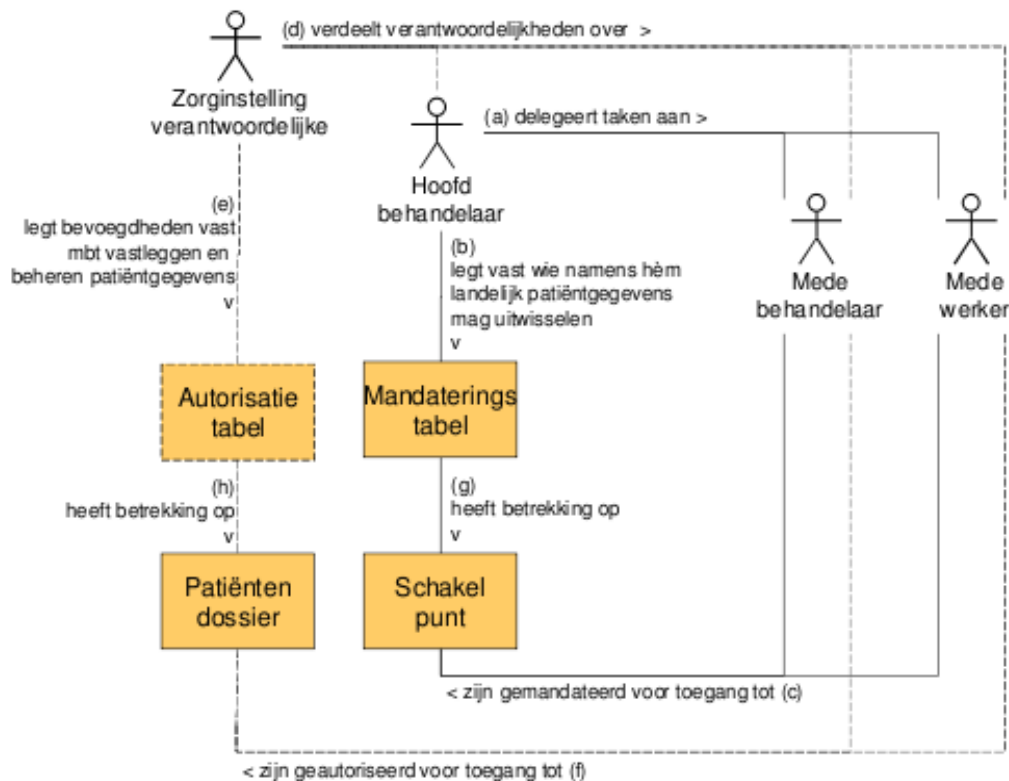 (d) verdeelt verantwoordelijkheden over >
Zorginstelling
verantwoordelijke
(a) delegeert taken aan >
Hoofd
behandelaar
(e)
legt bevoegdheden vast
mbt vastleggen en
beheren patiëntgegevens
v
(b)
legt vast wie namens hèm
landelijk patiëntgegevens
mag uitwisselen
v
Mede
behandelaar
Mede
werker
Autorisatie
tabel
Mandaterings
tabel
(h)
heeft betrekking op
v
(g)
heeft betrekking op
v
Patiënten
dossier
Schakel
punt
< zijn gemandateerd voor toegang tot (c)
< zijn geautoriseerd voor toegang tot (f)